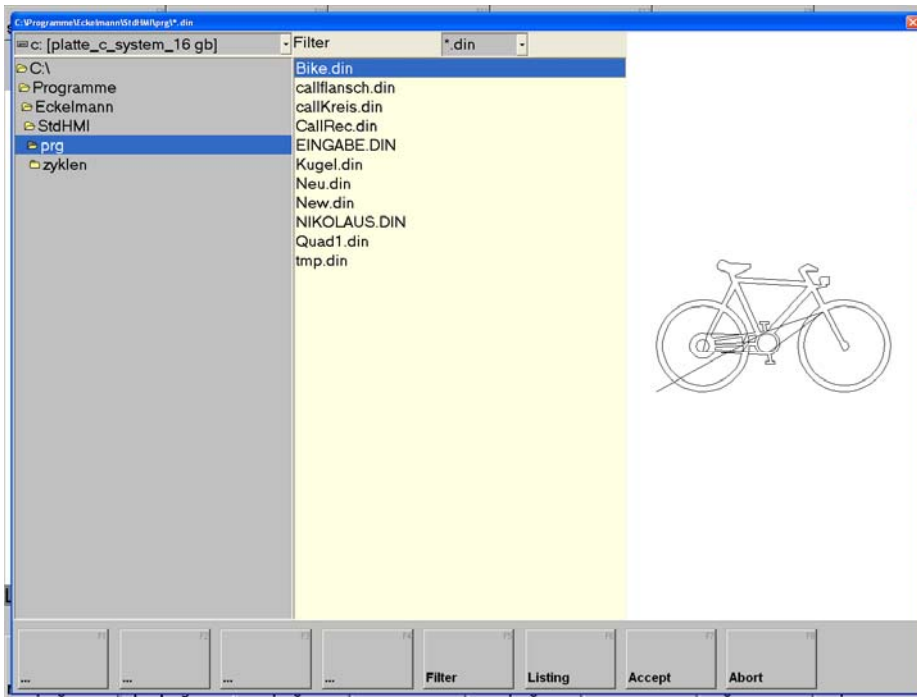 C:\Programme\Eckelmann\StdHMI\prg\*.din
c: [platte_c_system_16 gb]
Filter
*.din
C:\
Programme
Eckelmann
StdHMI
prg
zyklen
Bike.din
callflansch.din
callKreis.din
CallRec.din
EINGABE.DIN
Kugel.din
Neu.din
New.din
NIKOLAUS.DIN
Quad1.din
tmp.din
F1
F2
F3
F4
F5
F6
F7
F8
...
...
...
...
Filter
Listing
Accept
Abort